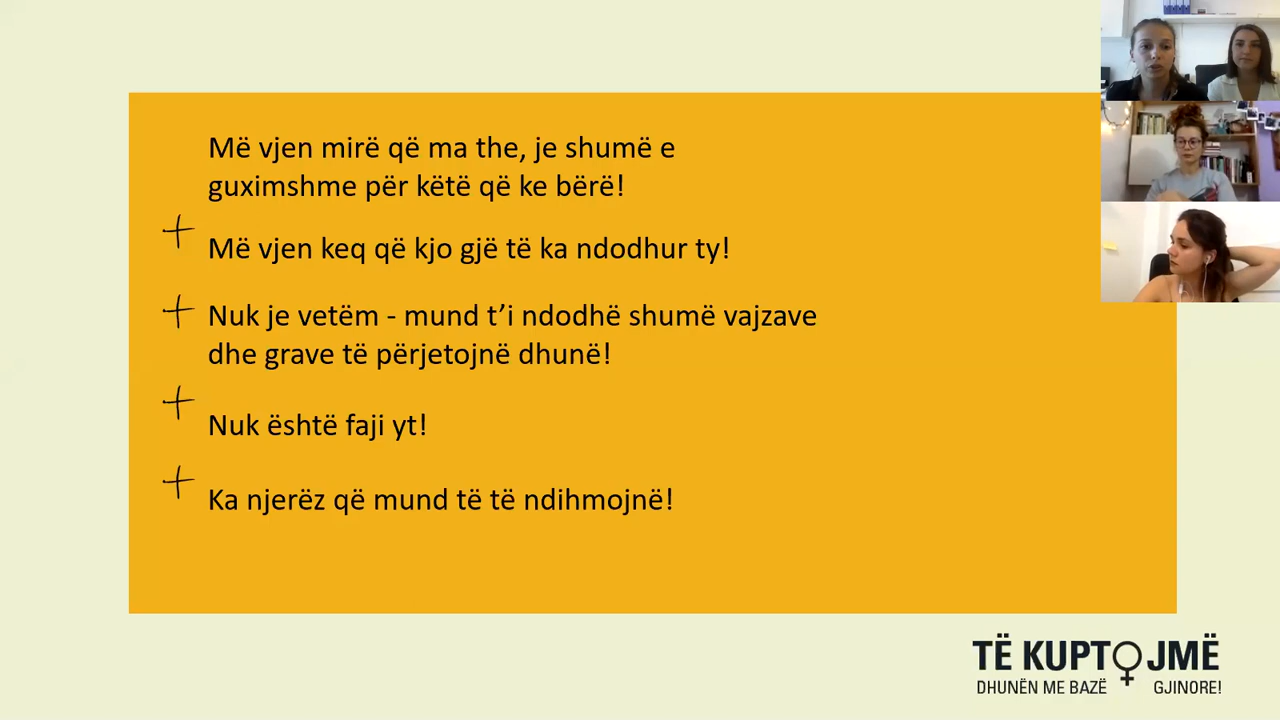 Më vjen mirë që ma the, je shumë e
guximshme për këtë që ke bërë!
Më vjen keq që kjo gjë të ka ndodhur ty!
Nuk je vetëm - mund t’i ndodhë shumë vajzave
dhe grave të përjetojnë dhunë!
Nuk është faji yt!
Ka njerëz që mund të të ndihmojnë!
TË KUPTOJMË
DHUNËN ME BAZË GJINORE!